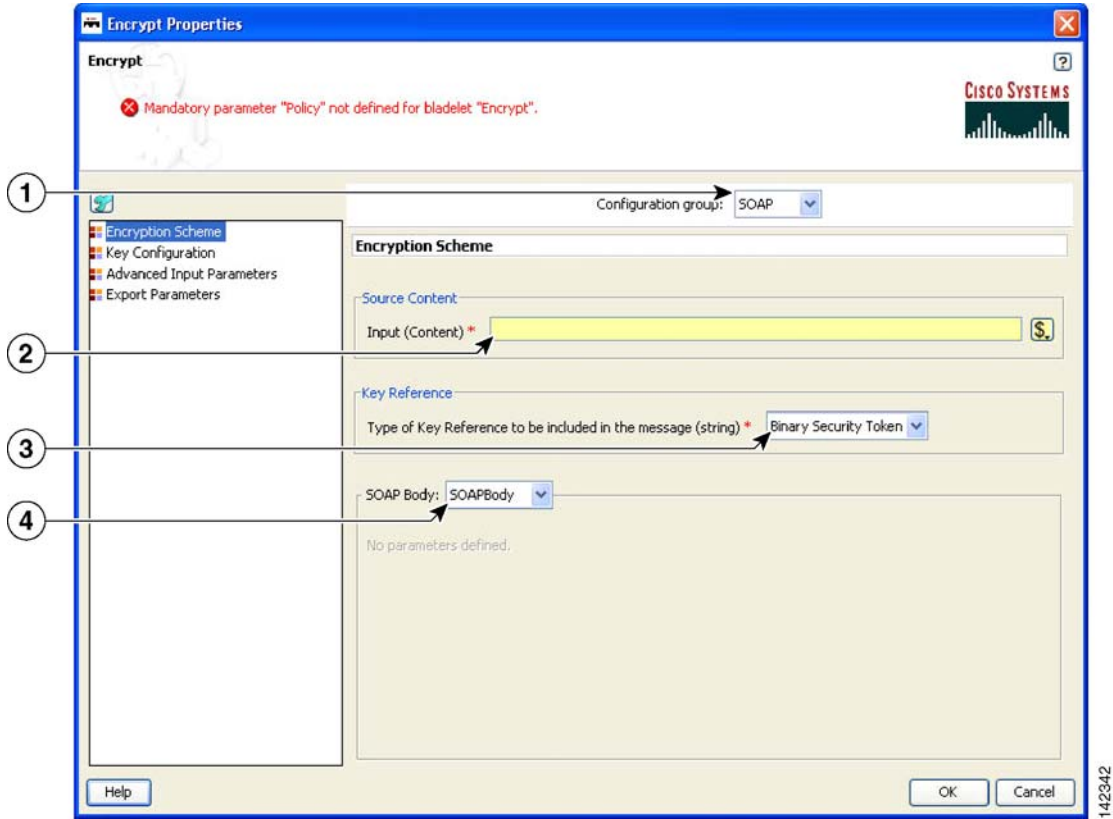 Encrypt Properties
Encrypt
Mandatory parameter "Policy" not defined for bladelet "Encrypt".
CISCO SYSTEMS
1
Configuration group: SOAP
Encryption Scheme
Key Configuration
Advanced Input Parameters
Export Parameters
Encryption Scheme
Source Content
2
Input (Content) *
$
Key Reference
3
Type of Key Reference to be included in the message (string) * Binary Security Token
4
SOAP Body: SOAPBody
No parameters defined.
Help
OK
Cancel
142342